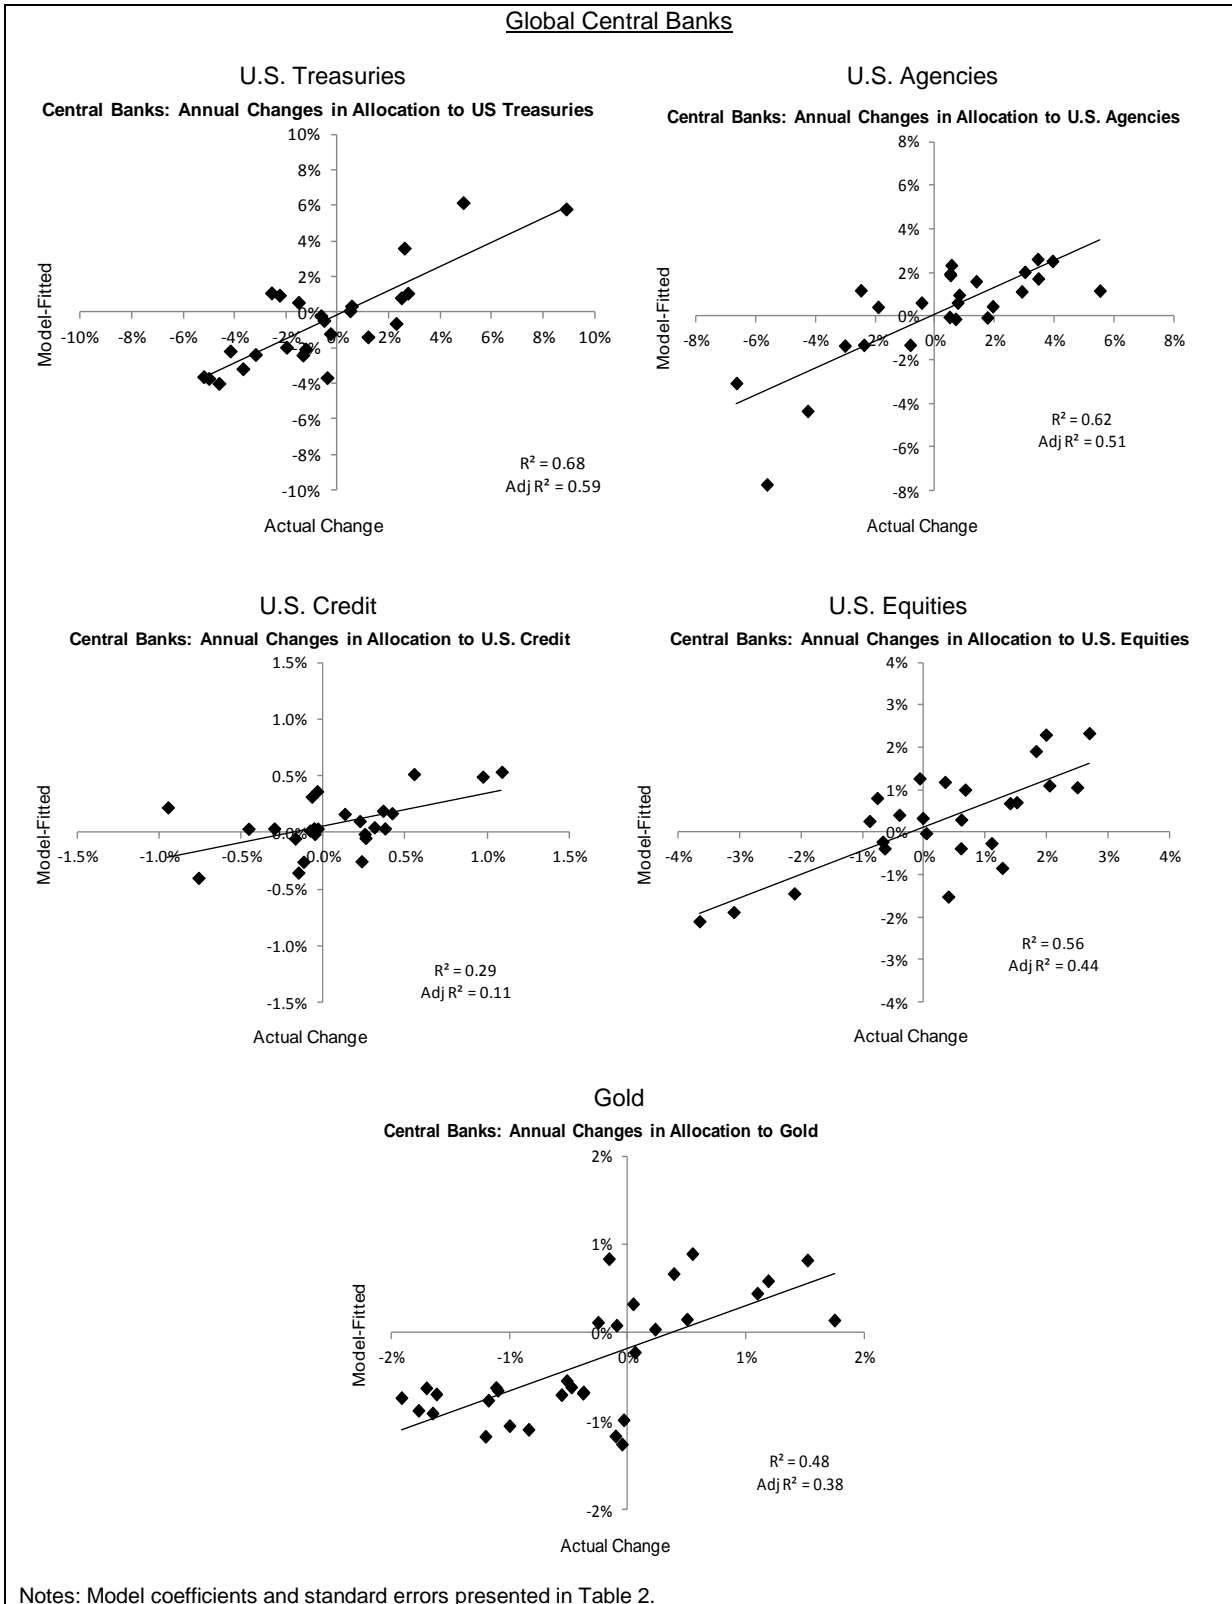 Global Central Banks
U.S. Treasuries
Central Banks: Annual Changes in Allocation to US Treasuries
10%
8%
6%
4%
2%
0%
-2%
-4%
-6%
-8%
-10%
-10% -8% -6% -4% -2% 0% 2% 4% 6% 8% 10%
Model-Fitted
R² = 0.68
Adj R² = 0.59
Actual Change
U.S. Agencies
Central Banks: Annual Changes in Allocation to U.S. Agencies
8%
6%
4%
2%
0%
-2%
-4%
-6%
-8%
-8% -6% -4% -2% 0% 2% 4% 6% 8%
Model-Fitted
R² = 0.62
Adj R² = 0.51
Actual Change
U.S. Credit
Central Banks: Annual Changes in Allocation to U.S. Credit
1.5%
1.0%
0.5%
0.0%
-0.5%
-1.0%
-1.5%
-1.5% -1.0% -0.5% 0.0% 0.5% 1.0% 1.5%
Model-Fitted
R² = 0.29
Adj R² = 0.11
Actual Change
U.S. Equities
Central Banks: Annual Changes in Allocation to U.S. Equities
4%
3%
2%
1%
0%
-1%
-2%
-3%
-4%
-4% -3% -2% -1% 0% 1% 2% 3% 4%
Model-Fitted
R² = 0.56
Adj R² = 0.44
Actual Change
Gold
Central Banks: Annual Changes in Allocation to Gold
2%
1%
0%
-1%
-2%
-2% -1% 0% 1% 2%
Model-Fitted
R² = 0.48
Adj R² = 0.38
Actual Change
Notes: Model coefficients and standard errors presented in Table 2.